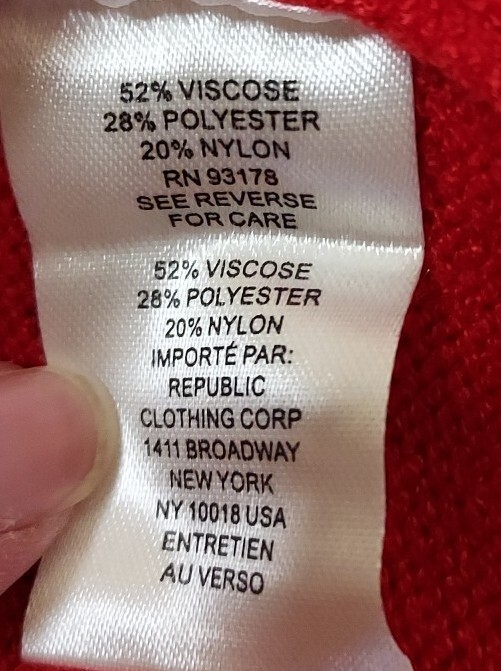 52% VISCOSE
28% POLYESTER
20% NYLON
RN 93178
SEE REVERSE
FOR CARE
52% VISCOSE
28% POLYESTER
20% NYLON
IMPORTÉ PAR:
REPUBLIC
CLOTHING CORP
1411 BROADWAY
NEW YORK
NY 10018 USA
ENTRETIEN
AU VERSO